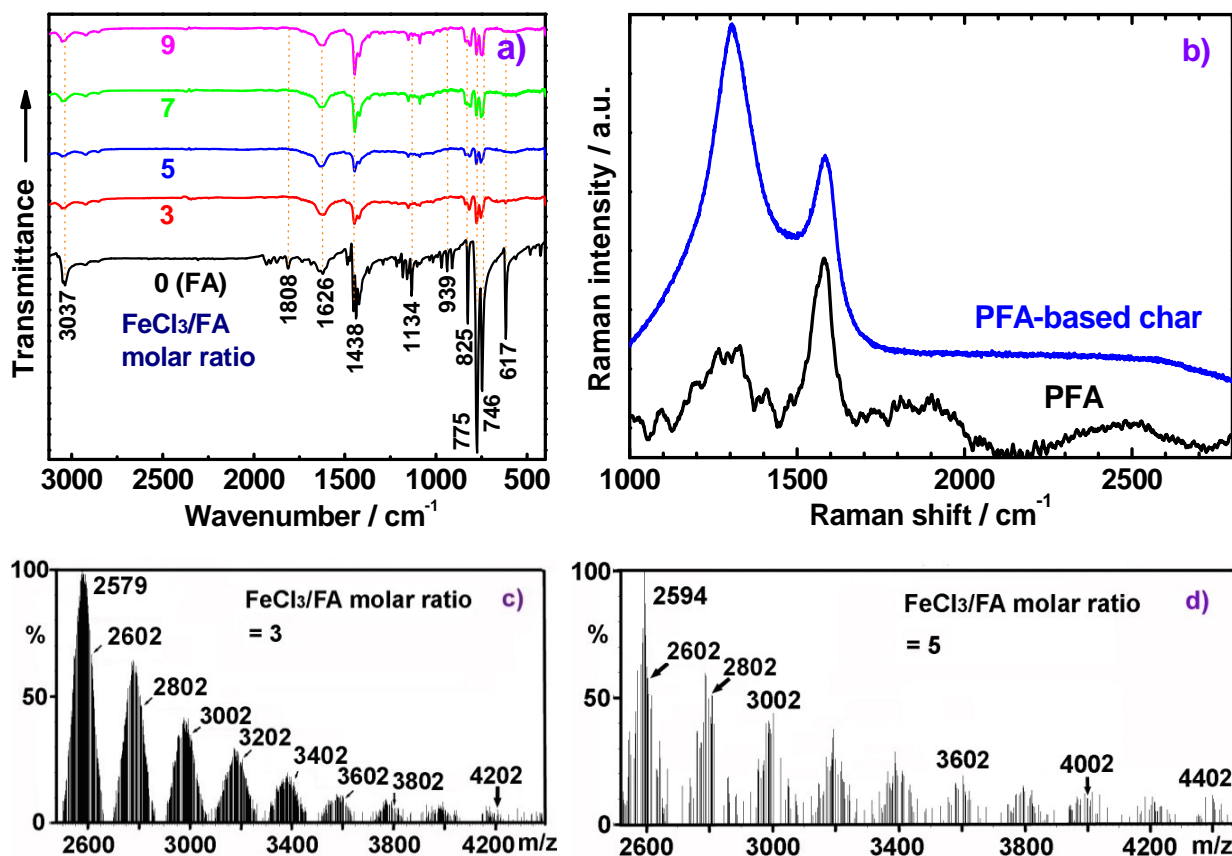 a)
9
7
5
3
0 (FA)
FeCl₃/FA
molar ratio
3037
1808
1626
1438
1134
939
825
775
746
617
Transmittance
3000 2500 2000 1500 1000 500
Wavenumber / cm⁻¹
b)
PFA-based char
PFA
Raman intensity / a.u.
1000 1500 2000 2500
Raman shift / cm⁻¹
c)
100
50
0
%
2579
2602
2802
3002
3202
3402
3602
3802
4202
FeCl₃/FA molar ratio
= 3
2600 3000 3400 3800 4200 m/z
d)
100
50
0
%
2594
2602
2802
3002
3602
4002
4402
FeCl₃/FA molar ratio
= 5
2600 3000 3400 3800 4200 m/z